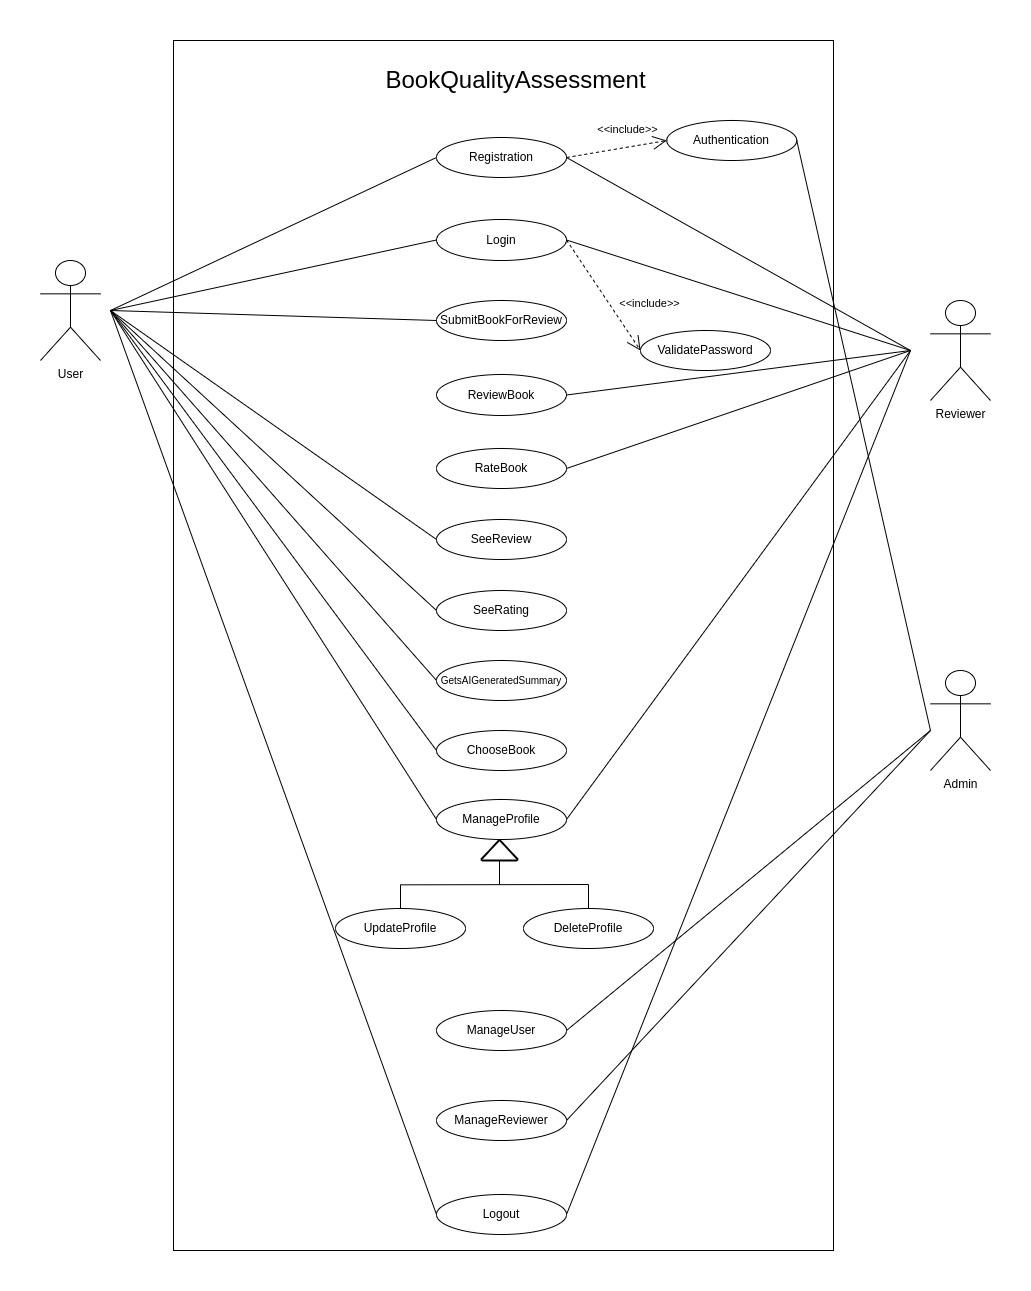 BookQualityAssessment
<<include>>
Authentication
Registration
Login
<<include>>
SubmitBookForReview
ValidatePassword
User
ReviewBook
Reviewer
RateBook
SeeReview
SeeRating
GetsAIGeneratedSummary
ChooseBook
Admin
ManageProfile
UpdateProfile
DeleteProfile
ManageUser
ManageReviewer
Logout